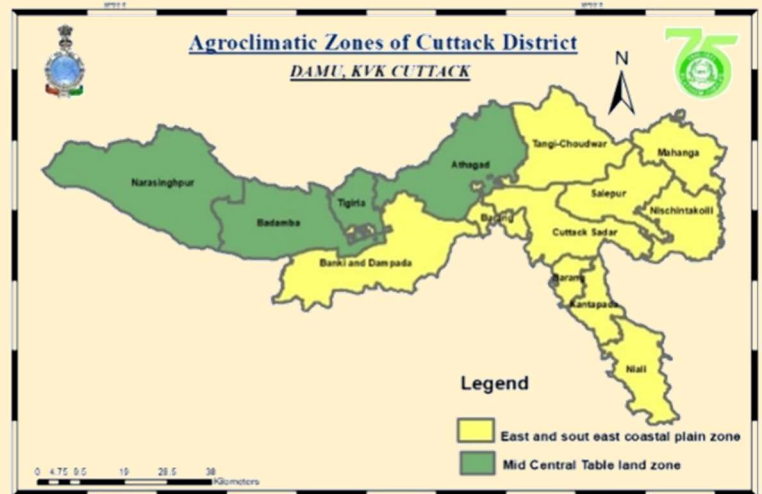 Agroclimatic Zones of Cuttack District
DAMU, KVK CUTTACK
N
75
Tangi-Choudwar
Mahanga
Athagad
Narasinghpur
Salepur
Tigiria
Nischintakoili
Badamba
Cuttack Sadar
Banki and Dampada
Barang
Kantapada
Niali
Legend
East and sout east coastal plain zone
Mid Central Table land zone
0 4.75 9.5 19 28.5 38
Kilometers